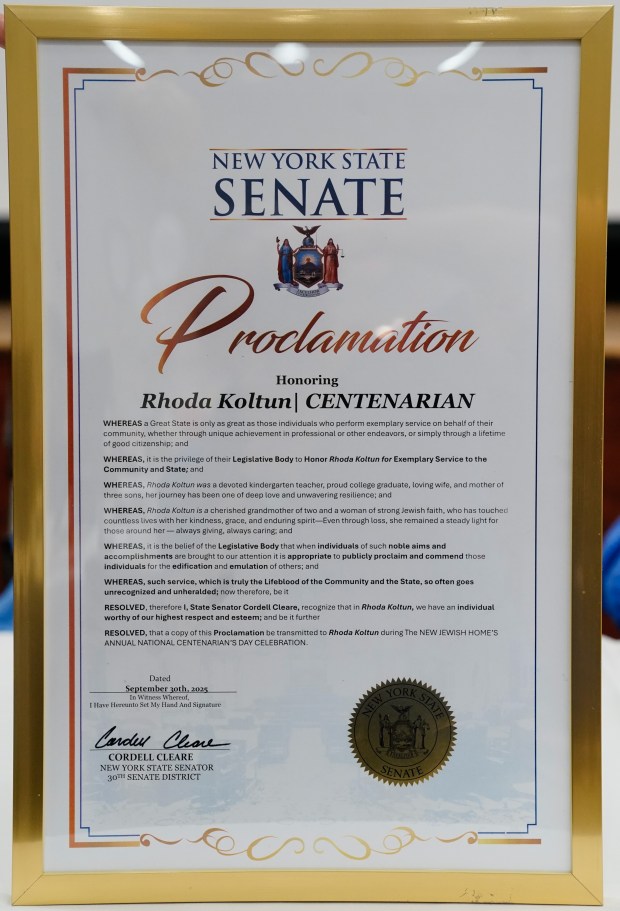 NEW YORK STATE
SENATE
EXCELSIOR
Proclamation
Honoring
Rhoda Koltun| CENTENARIAN
WHEREAS a Great State is only as great as those individuals who perform exemplary service on behalf of their
community, whether through unique achievement in professional or other endeavors, or simply through a lifetime
of good citizenship; and
WHEREAS, it is the privilege of their Legislative Body to Honor Rhoda Koltun for Exemplary Service to the
Community and State; and
WHEREAS, Rhoda Koltun was a devoted kindergarten teacher, proud college graduate, loving wife, and mother of
three sons, her journey has been one of deep love and unwavering resilience; and
WHEREAS, Rhoda Koltun is a cherished grandmother of two and a woman of strong Jewish faith, who has touched
countless lives with her kindness, grace, and enduring spirit—Even through loss, she remained a steady light for
those around her — always giving, always caring; and
WHEREAS, it is the belief of the Legislative Body that when individuals of such noble aims and
accomplishments are brought to our attention it is appropriate to publicly proclaim and commend those
individuals for the edification and emulation of others; and
WHEREAS, such service, which is truly the Lifeblood of the Community and the State, so often goes
unrecognized and unheralded; now therefore, be it
RESOLVED, therefore I, State Senator Cordell Cleare, recognize that in Rhoda Koltun, we have an individual
worthy of our highest respect and esteem; and be it further
RESOLVED, that a copy of this Proclamation be transmitted to Rhoda Koltun during The NEW JEWISH HOME'S
ANNUAL NATIONAL CENTENARIAN'S DAY CELEBRATION.
Dated
September 30th, 2025
In Witness Whereof,
I Have Hereunto Set My Hand And Signature
Cordell Cleare
CORDELL CLEARE
NEW YORK STATE SENATOR
30TH SENATE DISTRICT
NEW YORK STATE
SENATE